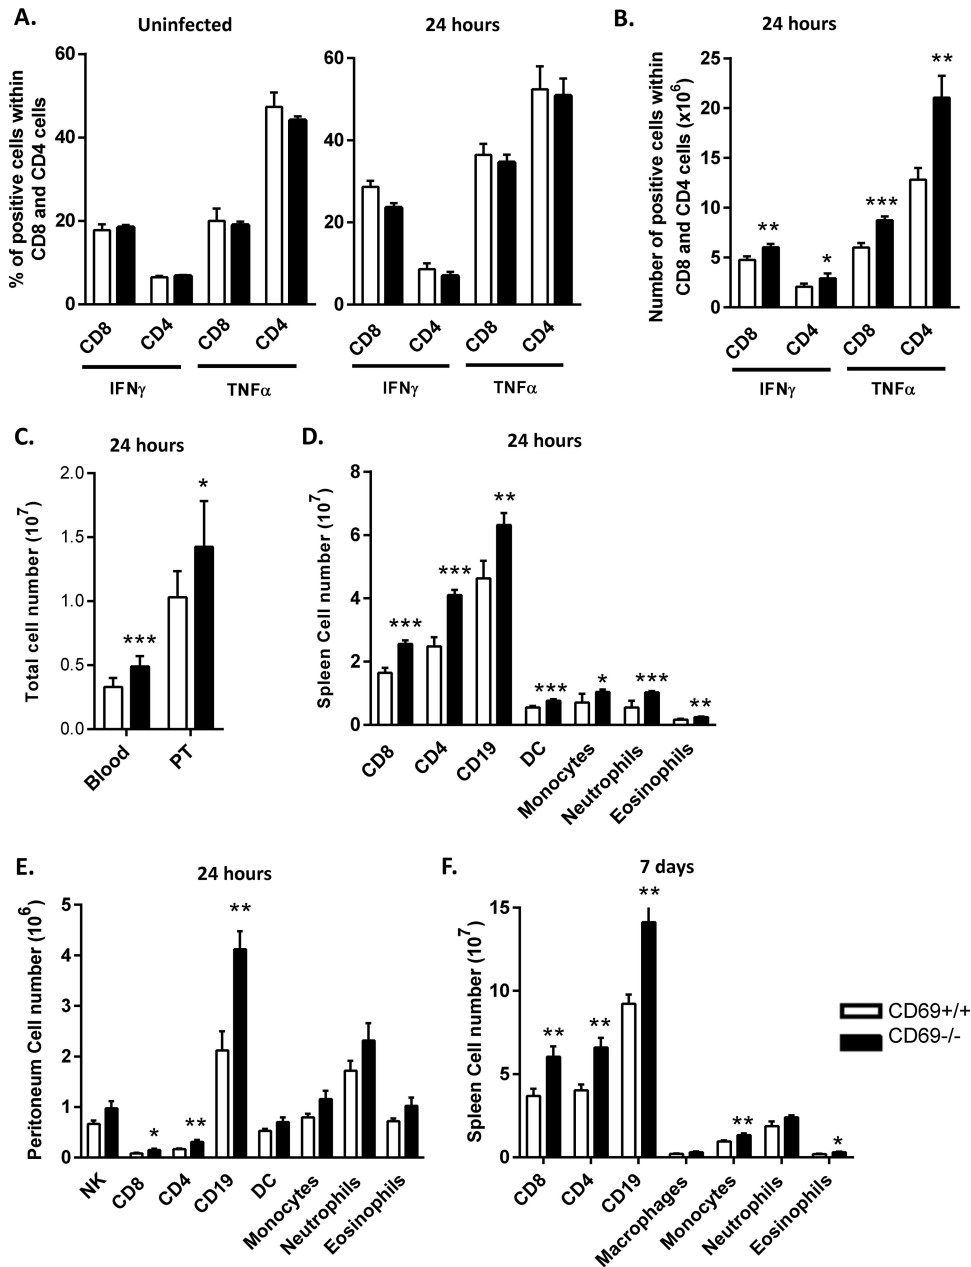 A.
Uninfected
24 hours
% of positive cells within
CD8 and CD4 cells
60
40
20
0
CD8
CD4
CD8
CD4
IFNγ
TNFα
60
40
20
0
CD8
CD4
CD8
CD4
IFNγ
TNFα
B.
24 hours
Number of positive cells within
CD8 and CD4 cells (x10⁶)
25
20
15
10
5
0
**
*
***
**
CD8
CD4
CD8
CD4
IFNγ
TNFα
C.
24 hours
Total cell number (10⁷)
2.0
1.5
1.0
0.5
0.0
***
*
Blood
PT
D.
24 hours
Spleen Cell number (10⁷)
8
6
4
2
0
***
***
**
***
*
***
**
CD8
CD4
CD19
DC
Monocytes
Neutrophils
Eosinophils
E.
24 hours
Peritoneum Cell number (10⁶)
5
4
3
2
1
0
*
**
**
NK
CD8
CD4
CD19
DC
Monocytes
Neutrophils
Eosinophils
F.
7 days
Spleen Cell number (10⁷)
15
10
5
0
**
**
**
**
*
CD8
CD4
CD19
Macrophages
Monocytes
Neutrophils
Eosinophils
CD69+/+
CD69-/-